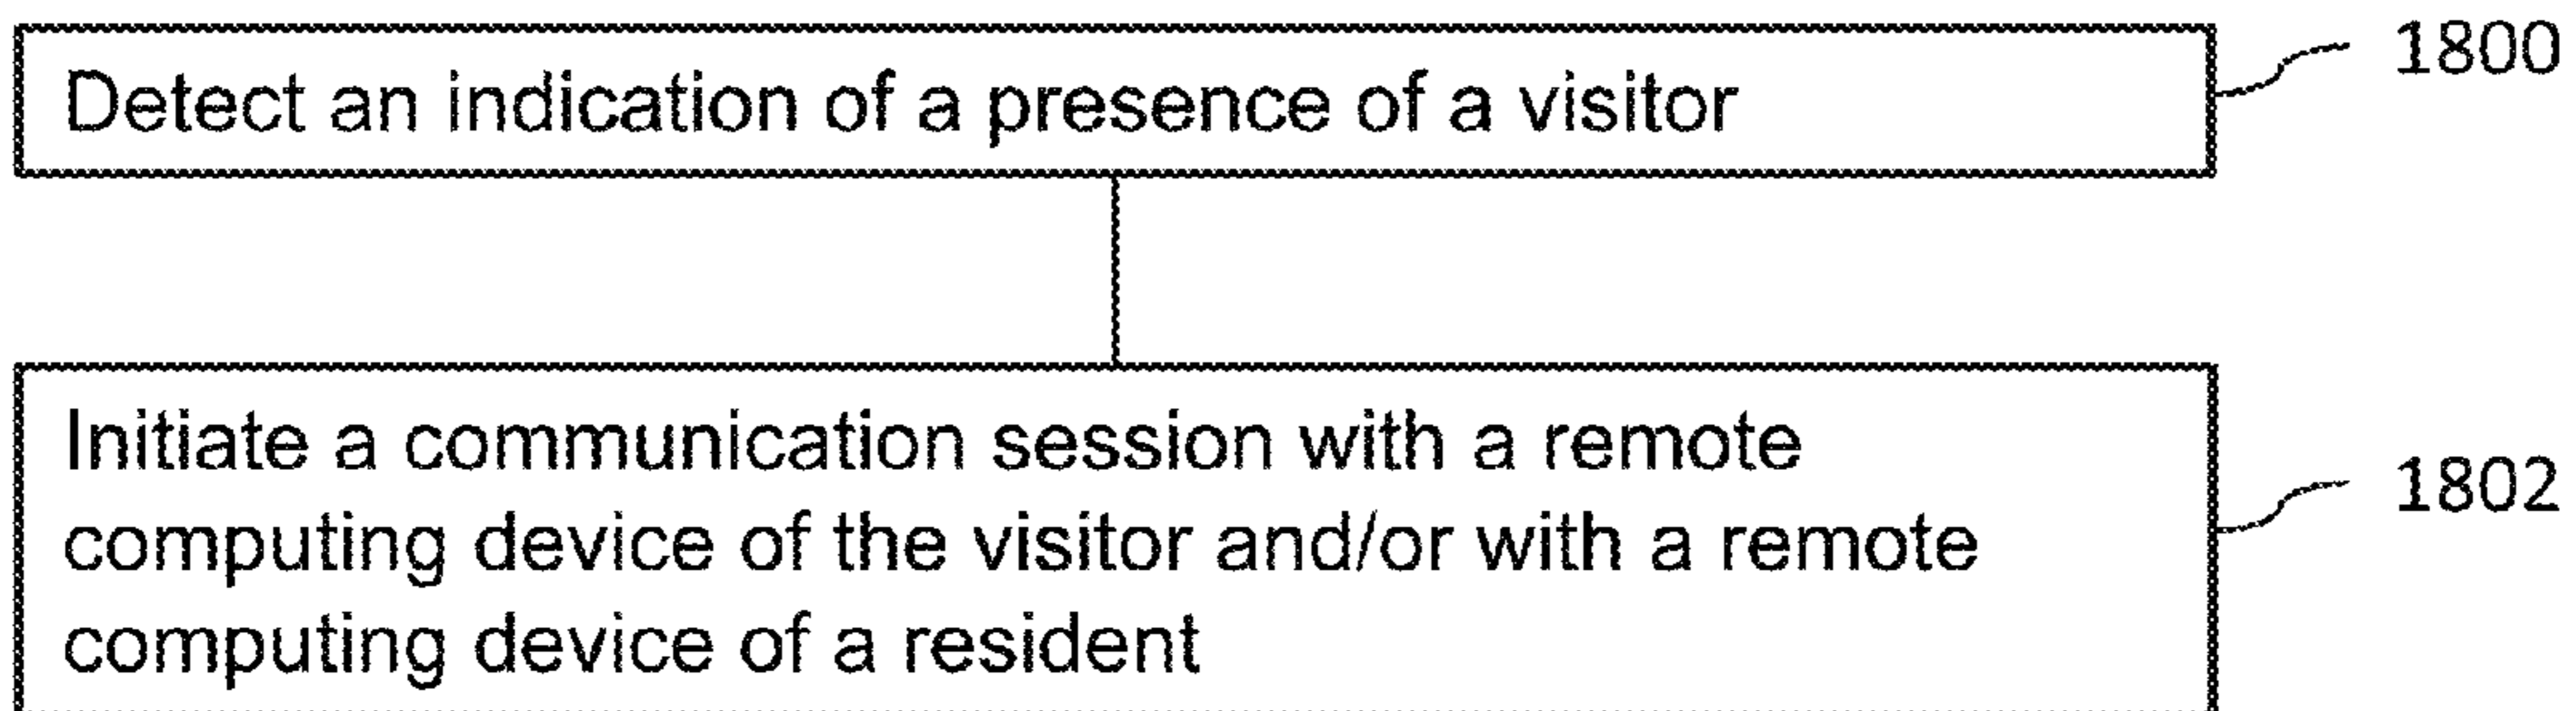 Detect an indication of a presence of a visitor
1800
Initiate a communication session with a remote
computing device of the visitor and/or with a remote
computing device of a resident
1802